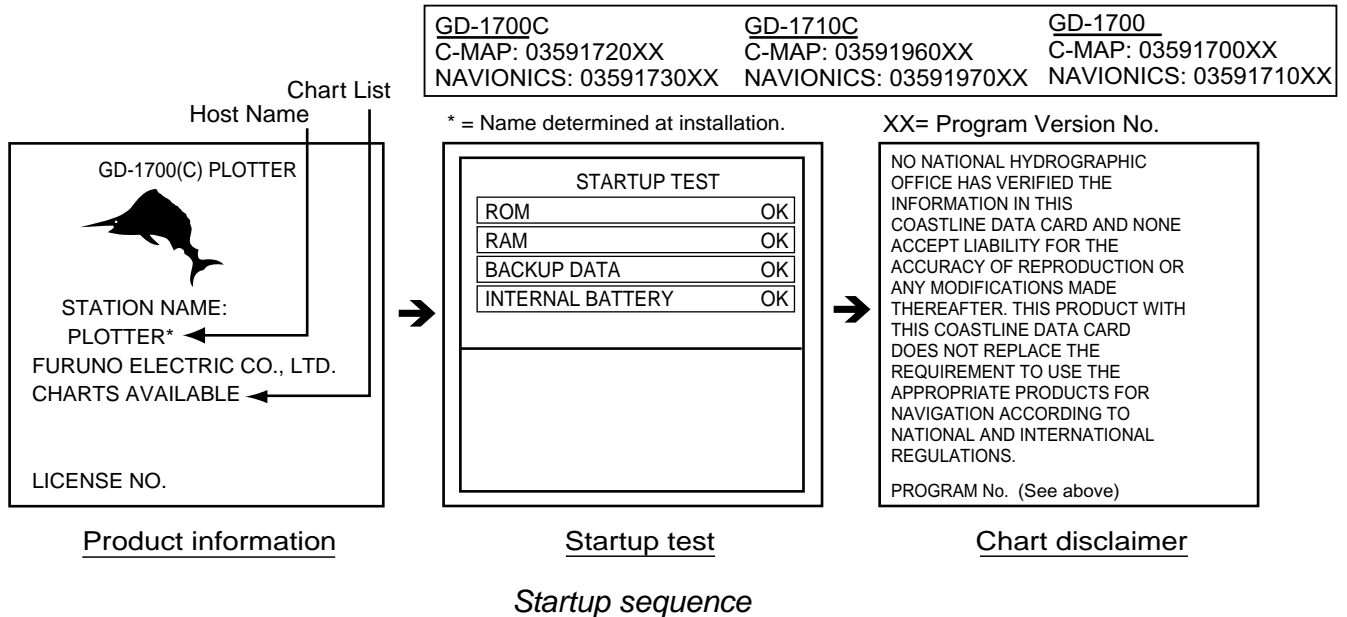 GD-1700C
C-MAP: 03591720XX
NAVIONICS: 03591730XX
GD-1710C
C-MAP: 03591960XX
NAVIONICS: 03591970XX
GD-1700
C-MAP: 03591700XX
NAVIONICS: 03591710XX
Chart List
Host Name
* = Name determined at installation.
XX= Program Version No.
GD-1700(C) PLOTTER
STATION NAME:
PLOTTER*
FURUNO ELECTRIC CO., LTD.
CHARTS AVAILABLE
LICENSE NO.
Product information
STARTUP TEST
ROM OK
RAM OK
BACKUP DATA OK
INTERNAL BATTERY OK
Startup test
NO NATIONAL HYDROGRAPHIC
OFFICE HAS VERIFIED THE
INFORMATION IN THIS
COASTLINE DATA CARD AND NONE
ACCEPT LIABILITY FOR THE
ACCURACY OF REPRODUCTION OR
ANY MODIFICATIONS MADE
THEREAFTER. THIS PRODUCT WITH
THIS COASTLINE DATA CARD
DOES NOT REPLACE THE
REQUIREMENT TO USE THE
APPROPRIATE PRODUCTS FOR
NAVIGATION ACCORDING TO
NATIONAL AND INTERNATIONAL
REGULATIONS.
PROGRAM No. (See above)
Chart disclaimer
Startup sequence